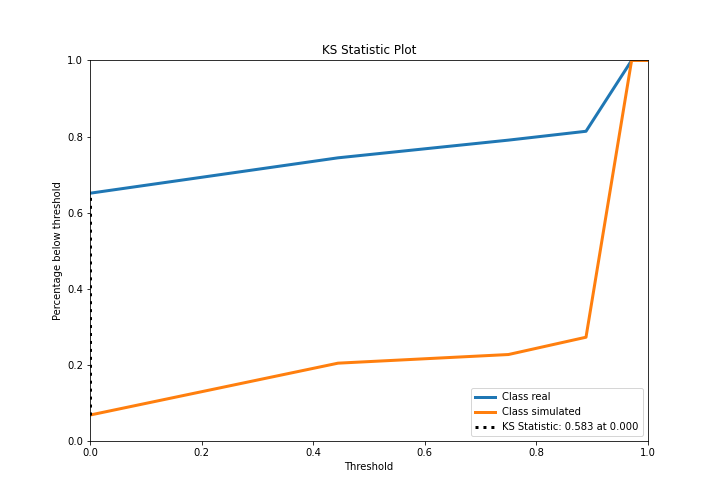 KS Statistic Plot
1.0
0.8
0.6
0.4
0.2
0.0
Percentage below threshold
Class real
Class simulated
KS Statistic: 0.583 at 0.000
0.0 0.2 0.4 0.6 0.8 1.0
Threshold